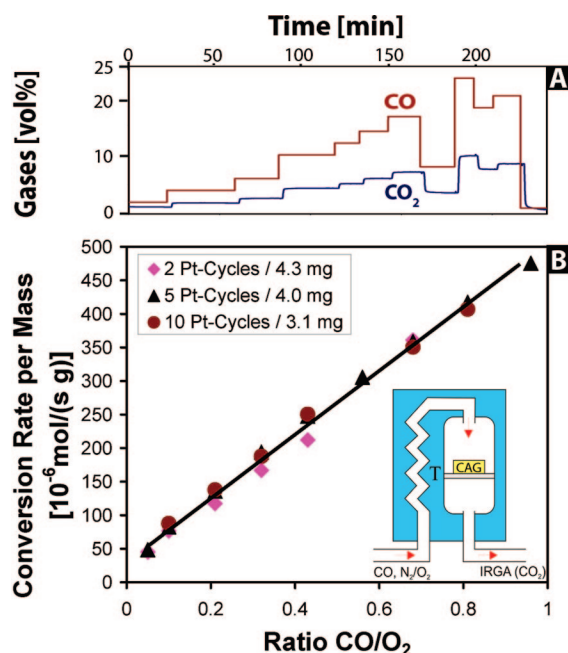 Time [min]
0 50 100 150 200
A
Gases [vol%]
25
20
10
0
CO
CO2
B
Conversion Rate per Mass
[10-6mol/(s g)]
500
450
400
350
300
250
200
150
100
50
0
2 Pt-Cycles / 4.3 mg
5 Pt-Cycles / 4.0 mg
10 Pt-Cycles / 3.1 mg
T
CAG
CO, N2/O2
IRGA (CO2)
0 0.2 0.4 0.6 0.8 1
Ratio CO/O2